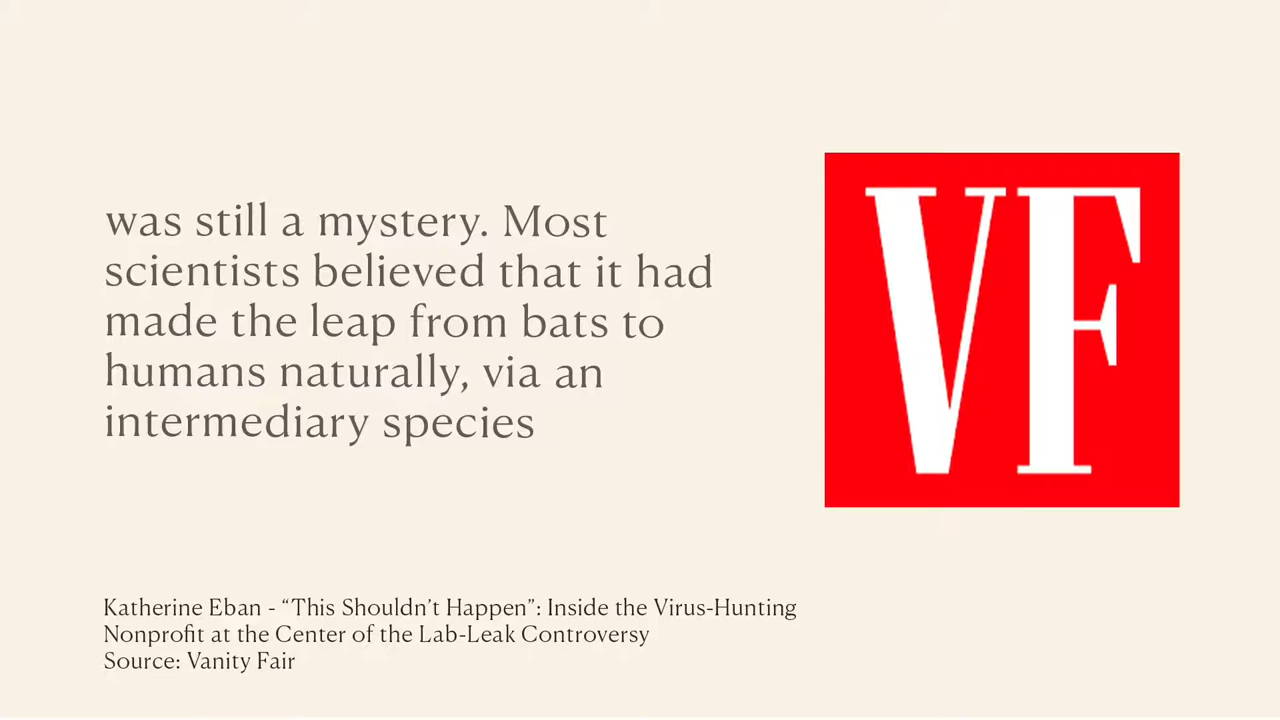 was still a mystery. Most
scientists believed that it had
made the leap from bats to
humans naturally, via an
intermediary species
VF
Katherine Eban - “This Shouldn’t Happen”: Inside the Virus-Hunting
Nonprofit at the Center of the Lab-Leak Controversy
Source: Vanity Fair